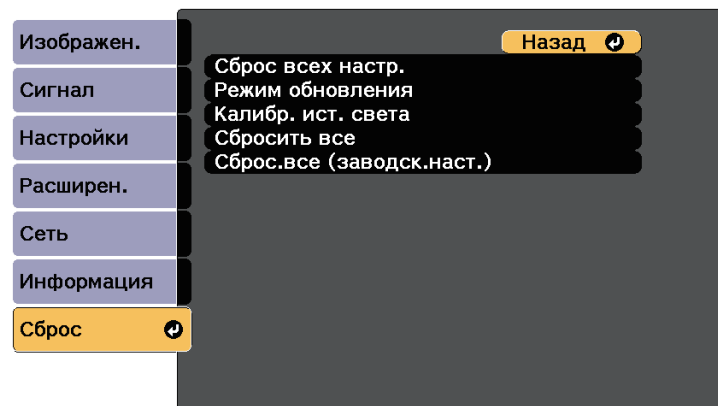 Изображен.
Сигнал
Настройки
Расширен.
Сеть
Информация
Сброс
Назад
Сброс всех настр.
Режим обновления
Калибр. ист. света
Сбросить все
Сброс.все (заводск.наст.)